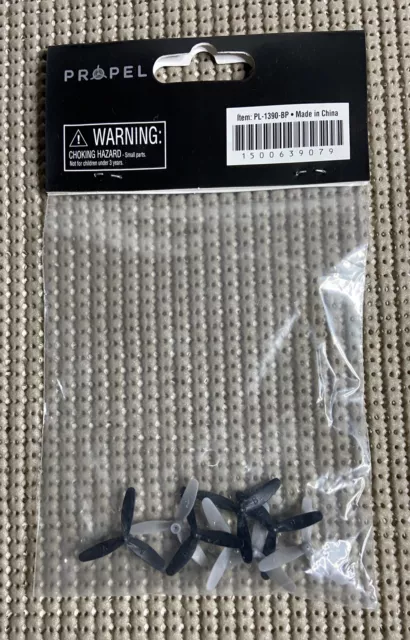 PROPEL
Item: PL-1390-BP • Made in China
1500639079
WARNING:
CHOKING HAZARD - Small parts.
Not for children under 3 years.